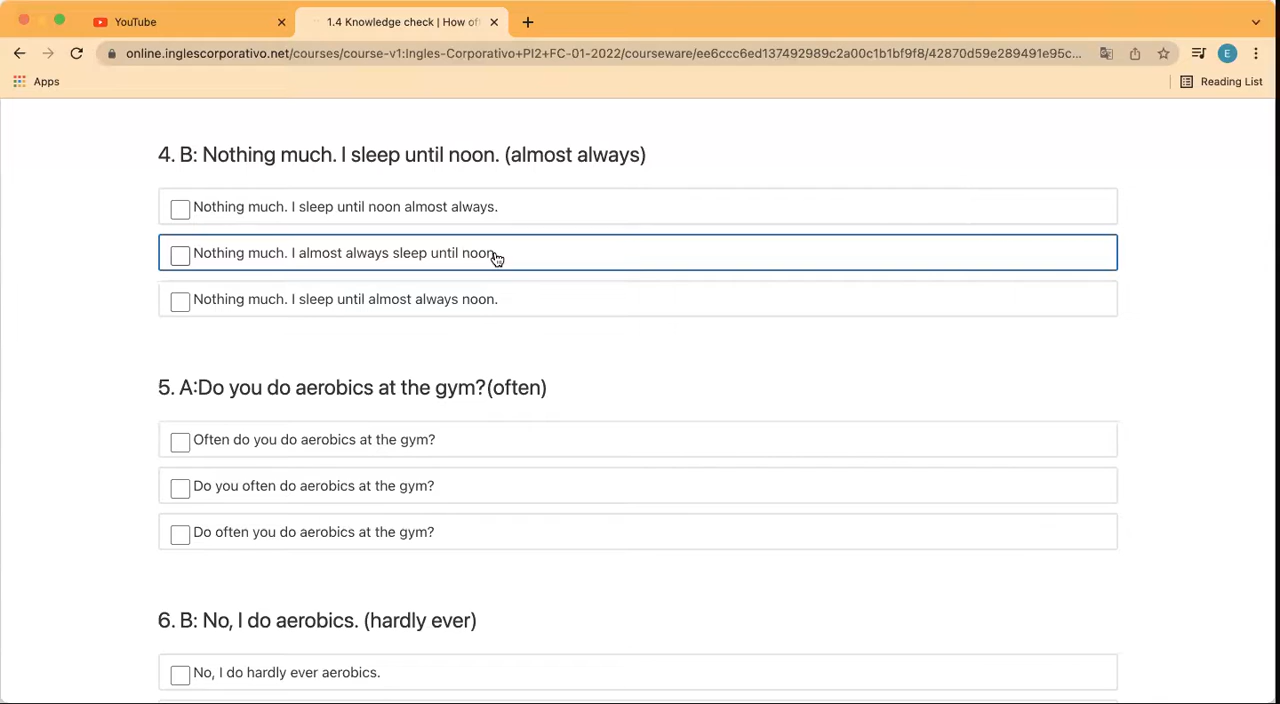 YouTube
1.4 Knowledge check | How of
online.inglescorporativo.net/courses/course-v1:Ingles-Corporativo+PI2+FC-01-2022/courseware/ee6ccc6ed137492989c2a00c1b1bf9f8/42870d59e289491e95c...
E
Apps
Reading List
4. B: Nothing much. I sleep until noon. (almost always)
Nothing much. I sleep until noon almost always.
Nothing much. I almost always sleep until noon.
Nothing much. I sleep until almost always noon.
5. A:Do you do aerobics at the gym?(often)
Often do you do aerobics at the gym?
Do you often do aerobics at the gym?
Do often you do aerobics at the gym?
6. B: No, I do aerobics. (hardly ever)
No, I do hardly ever aerobics.